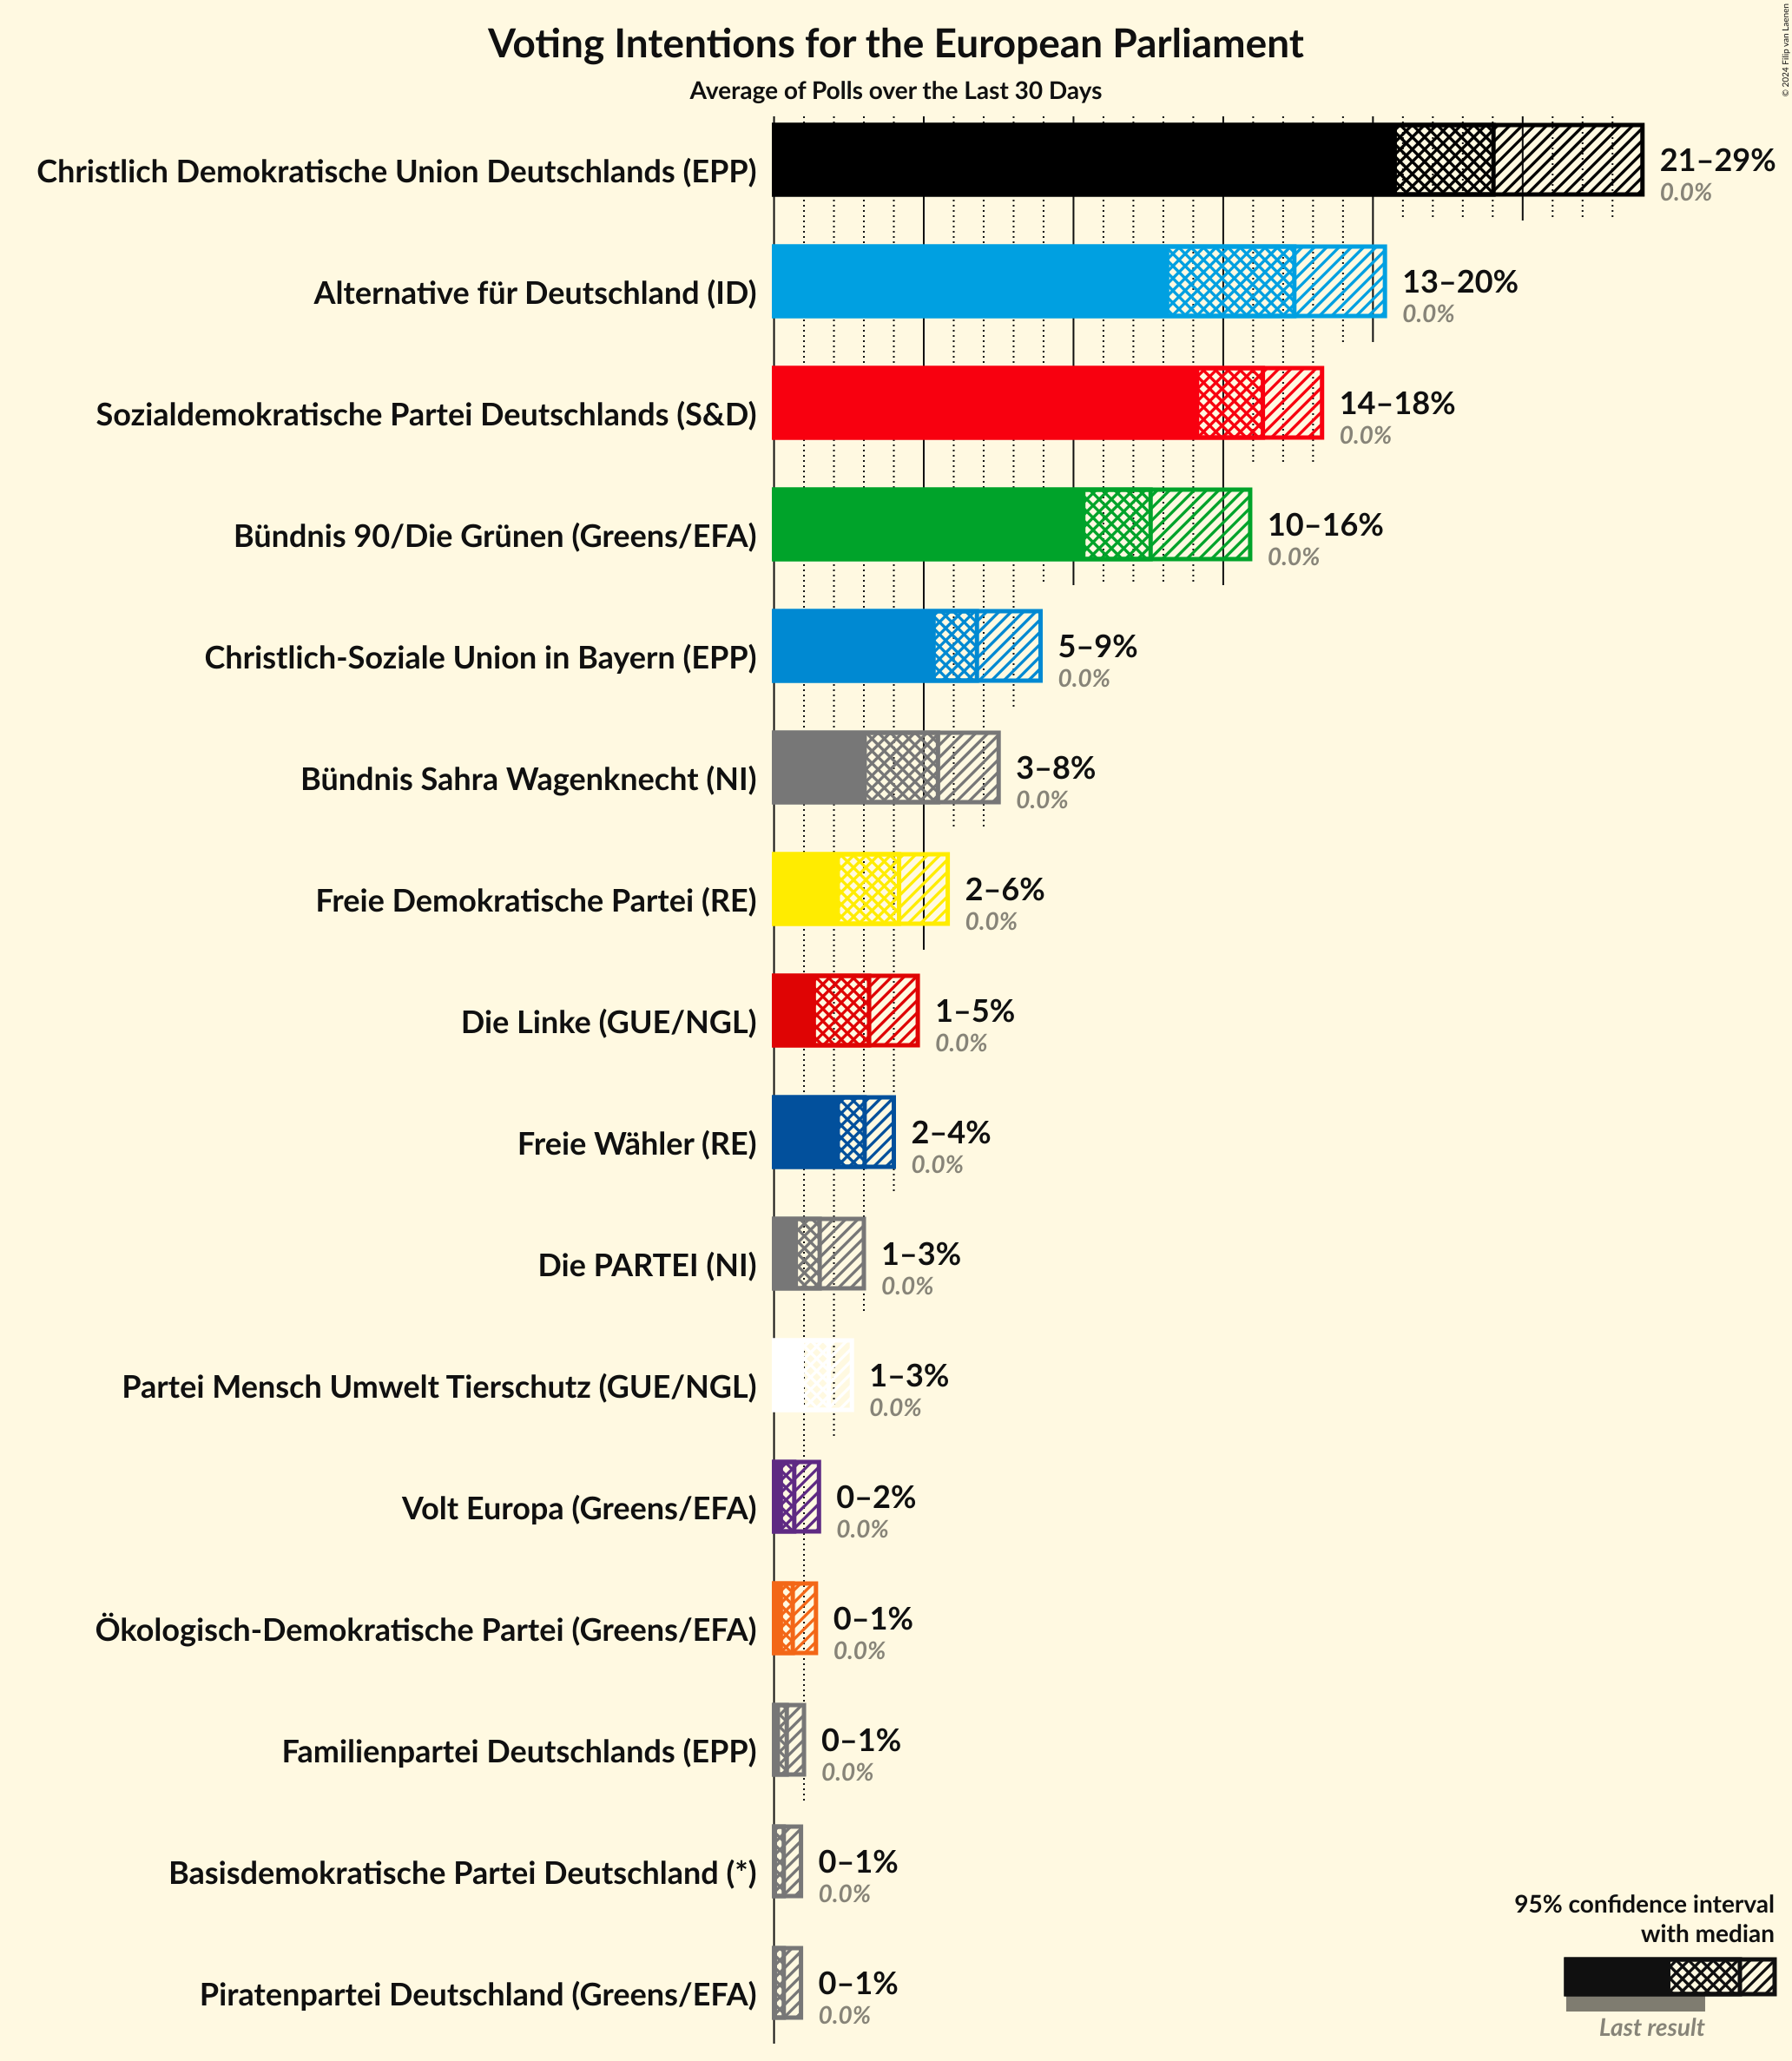 Voting Intentions for the European Parliament
Average of Polls over the Last 30 Days
© 2024 Filip van Laenen
Christlich Demokratische Union Deutschlands (EPP)
21–29%
0.0%
Alternative für Deutschland (ID)
13–20%
0.0%
Sozialdemokratische Partei Deutschlands (S&D)
14–18%
0.0%
Bündnis 90/Die Grünen (Greens/EFA)
10–16%
0.0%
Christlich-Soziale Union in Bayern (EPP)
5–9%
0.0%
Bündnis Sahra Wagenknecht (NI)
3–8%
0.0%
Freie Demokratische Partei (RE)
2–6%
0.0%
Die Linke (GUE/NGL)
1–5%
0.0%
Freie Wähler (RE)
2–4%
0.0%
Die PARTEI (NI)
1–3%
0.0%
Partei Mensch Umwelt Tierschutz (GUE/NGL)
1–3%
0.0%
Volt Europa (Greens/EFA)
0–2%
0.0%
Ökologisch-Demokratische Partei (Greens/EFA)
0–1%
0.0%
Familienpartei Deutschlands (EPP)
0–1%
0.0%
Basisdemokratische Partei Deutschland (*)
0–1%
0.0%
Piratenpartei Deutschland (Greens/EFA)
0–1%
0.0%
95% confidence interval
with median
Last result